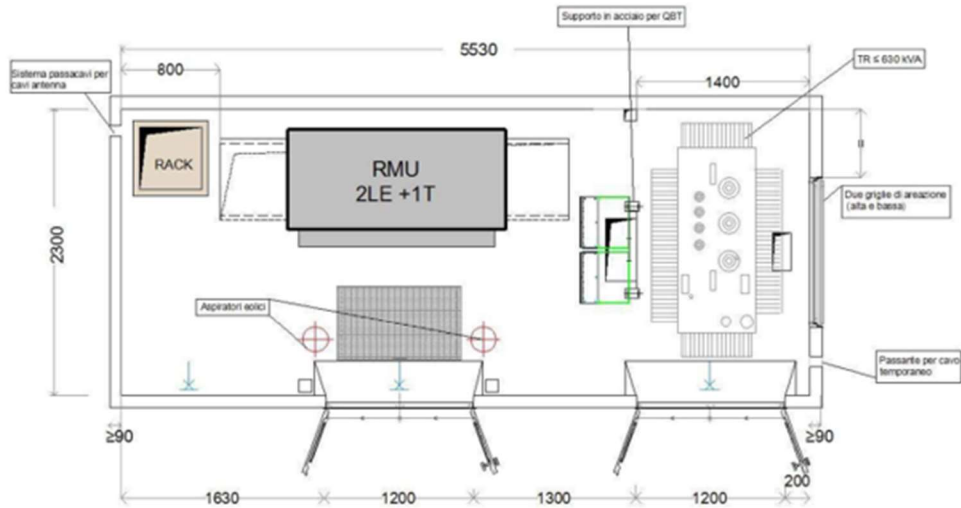 Supporto in acciaio per QBT
5530
Sistema passacavi per
cavi antenna
800
1400
TR ≤ 630 kVA
RACK
RMU
2LE +1T
=
Due griglie di areazione
(alta e bassa)
2300
Aspiratori eolici
Passante per cavo
temporaneo
≥90
≥90
200
1630
1200
1300
1200